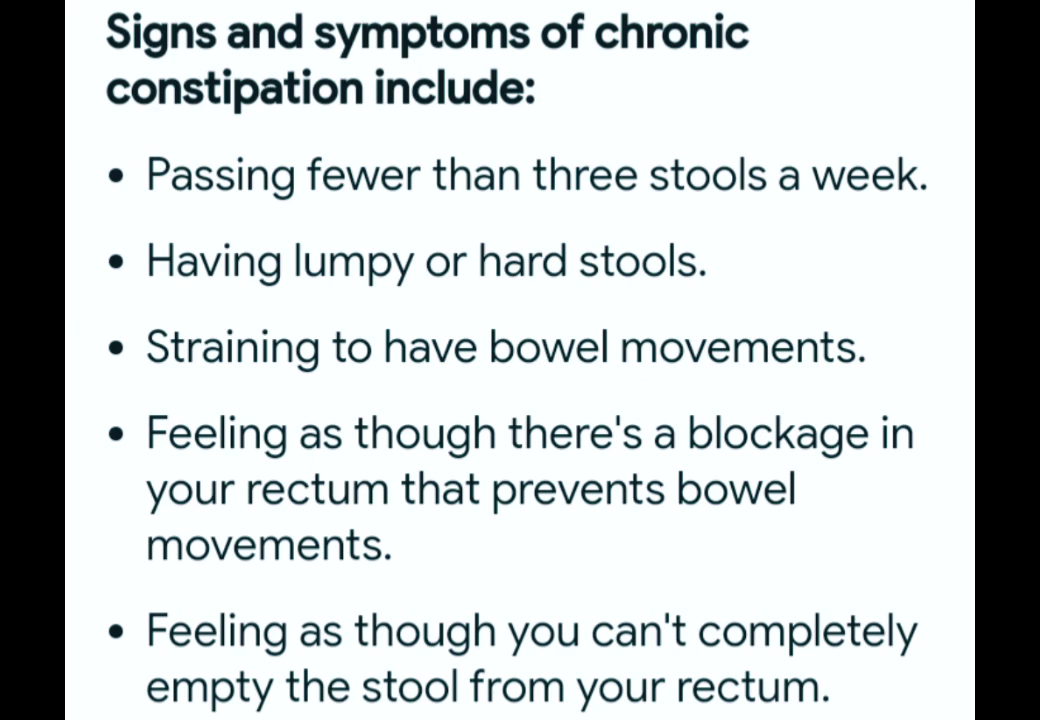 Signs and symptoms of chronic
constipation include:
• Passing fewer than three stools a week.
• Having lumpy or hard stools.
• Straining to have bowel movements.
• Feeling as though there's a blockage in
your rectum that prevents bowel
movements.
• Feeling as though you can't completely
empty the stool from your rectum.